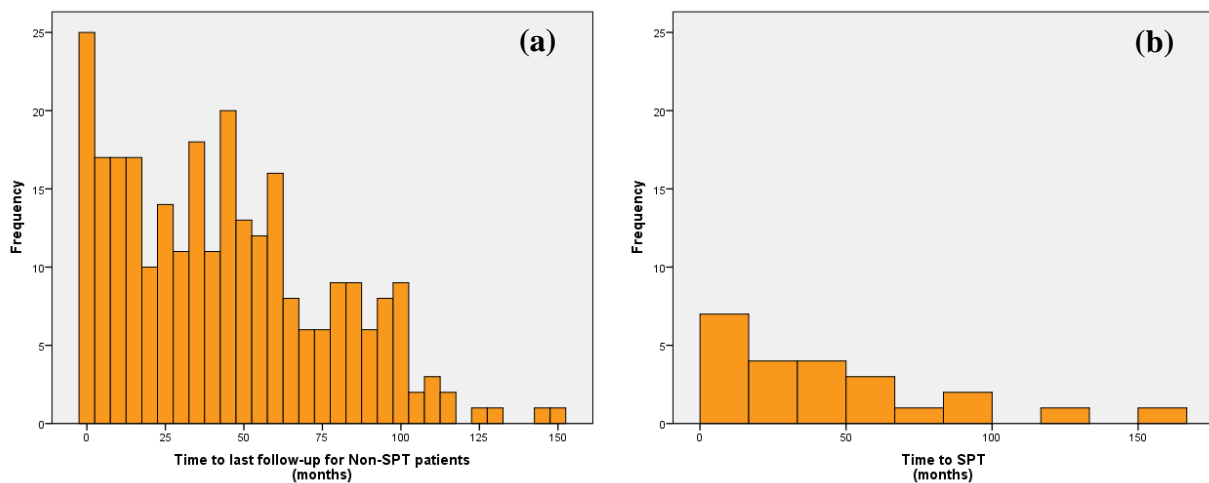 (a)
Frequency
25
20
15
10
5
0
0 25 50 75 100 125 150
Time to last follow-up for Non-SPT patients
(months)
(b)
Frequency
25
20
15
10
5
0
0 50 100 150
Time to SPT
(months)